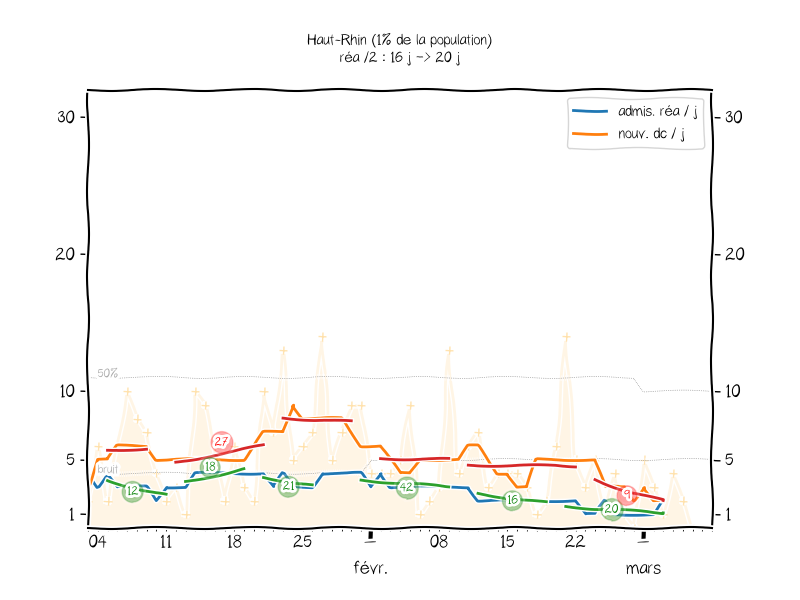 Haut-Rhin (1% de la population)
réa /2 : 16 j -> 20 j
admis. réa / j
nouv. dc / j
30
30
20
20
50%
10
10
27
18
bruit
5
5
12
21
42
16
9
20
1
1
04 11 18 25 1 08 15 22 1
févr. mars